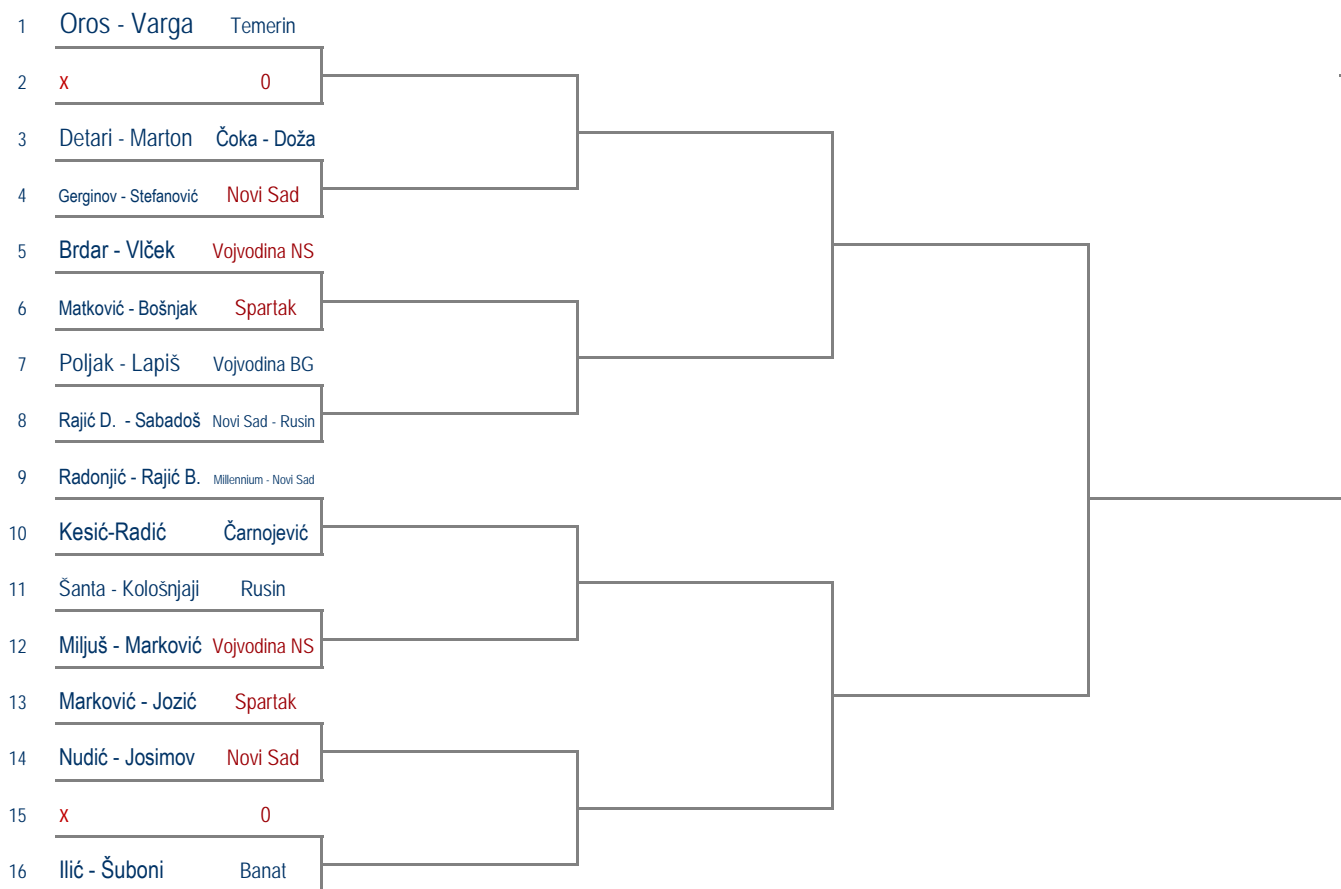 1 Oros - Varga Temerin
2 x 0
3 Detari - Marton Čoka - Doža
4 Gerginov - Stefanović Novi Sad
5 Brdar - Vlček Vojvodina NS
6 Matković - Bošnjak Spartak
7 Poljak - Lapiš Vojvodina BG
8 Rajić D. - Sabadoš Novi Sad - Rusin
9 Radonjić - Rajić B. Millennium - Novi Sad
10 Kesić-Radić Čarnojević
11 Šanta - Kološnjaji Rusin
12 Miljuš - Marković Vojvodina NS
13 Marković - Jozić Spartak
14 Nudić - Josimov Novi Sad
15 x 0
16 Ilić - Šuboni Banat